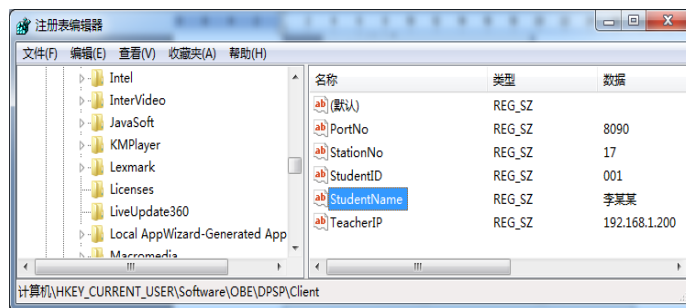 注册表编辑器
文件(F) 编辑(E) 查看(V) 收藏夹(A) 帮助(H)
Intel
InterVideo
JavaSoft
KMPlayer
Lexmark
Licenses
LiveUpdate360
Local AppWizard-Generated App
Macromedia
名称 类型 数据
(默认) REG_SZ
PortNo REG_SZ 8090
StationNo REG_SZ 17
StudentID REG_SZ 001
StudentName REG_SZ 李某某
TeacherIP REG_SZ 192.168.1.200
计算机\HKEY_CURRENT_USER\Software\OBE\DPSP\Client